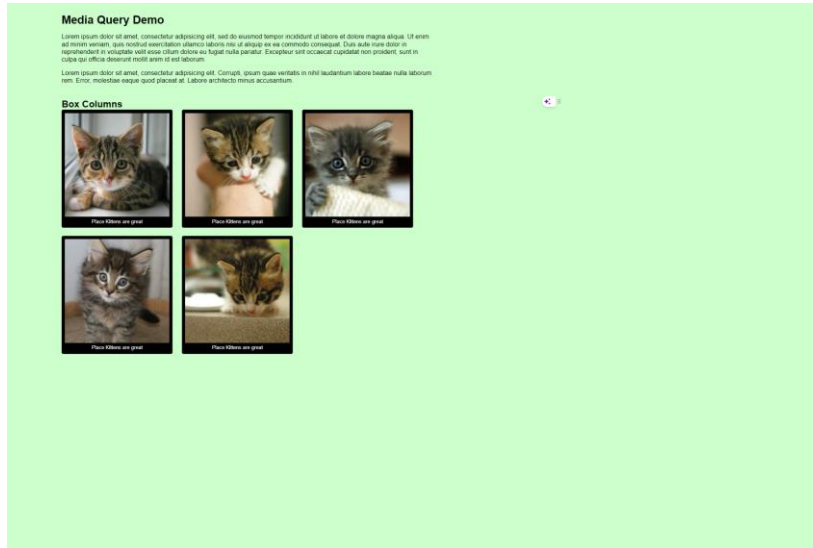 Media Query Demo
Lorem ipsum dolor sit amet, consectetur adipisicing elit, sed do eiusmod tempor incididunt ut labore et dolore magna aliqua. Ut enim
ad minim veniam, quis nostrud exercitation ullamco laboris nisi ut aliquip ex ea commodo consequat. Duis aute irure dolor in
reprehenderit in voluptate velit esse cillum dolore eu fugiat nulla pariatur. Excepteur sint occaecat cupidatat non proident, sunt in
culpa qui officia deserunt mollit anim id est laborum.
Lorem ipsum dolor sit amet, consectetur adipisicing elit. Corrupti, ipsum quae veritatis in nihil laudantium labore beatae nulla laborum
rem. Error, molestiae eaque quod placeat at. Labore architecto minus accusantium.
Box Columns
Place Kittens are great
Place Kittens are great
Place Kittens are great
Place Kittens are great
Place Kittens are great